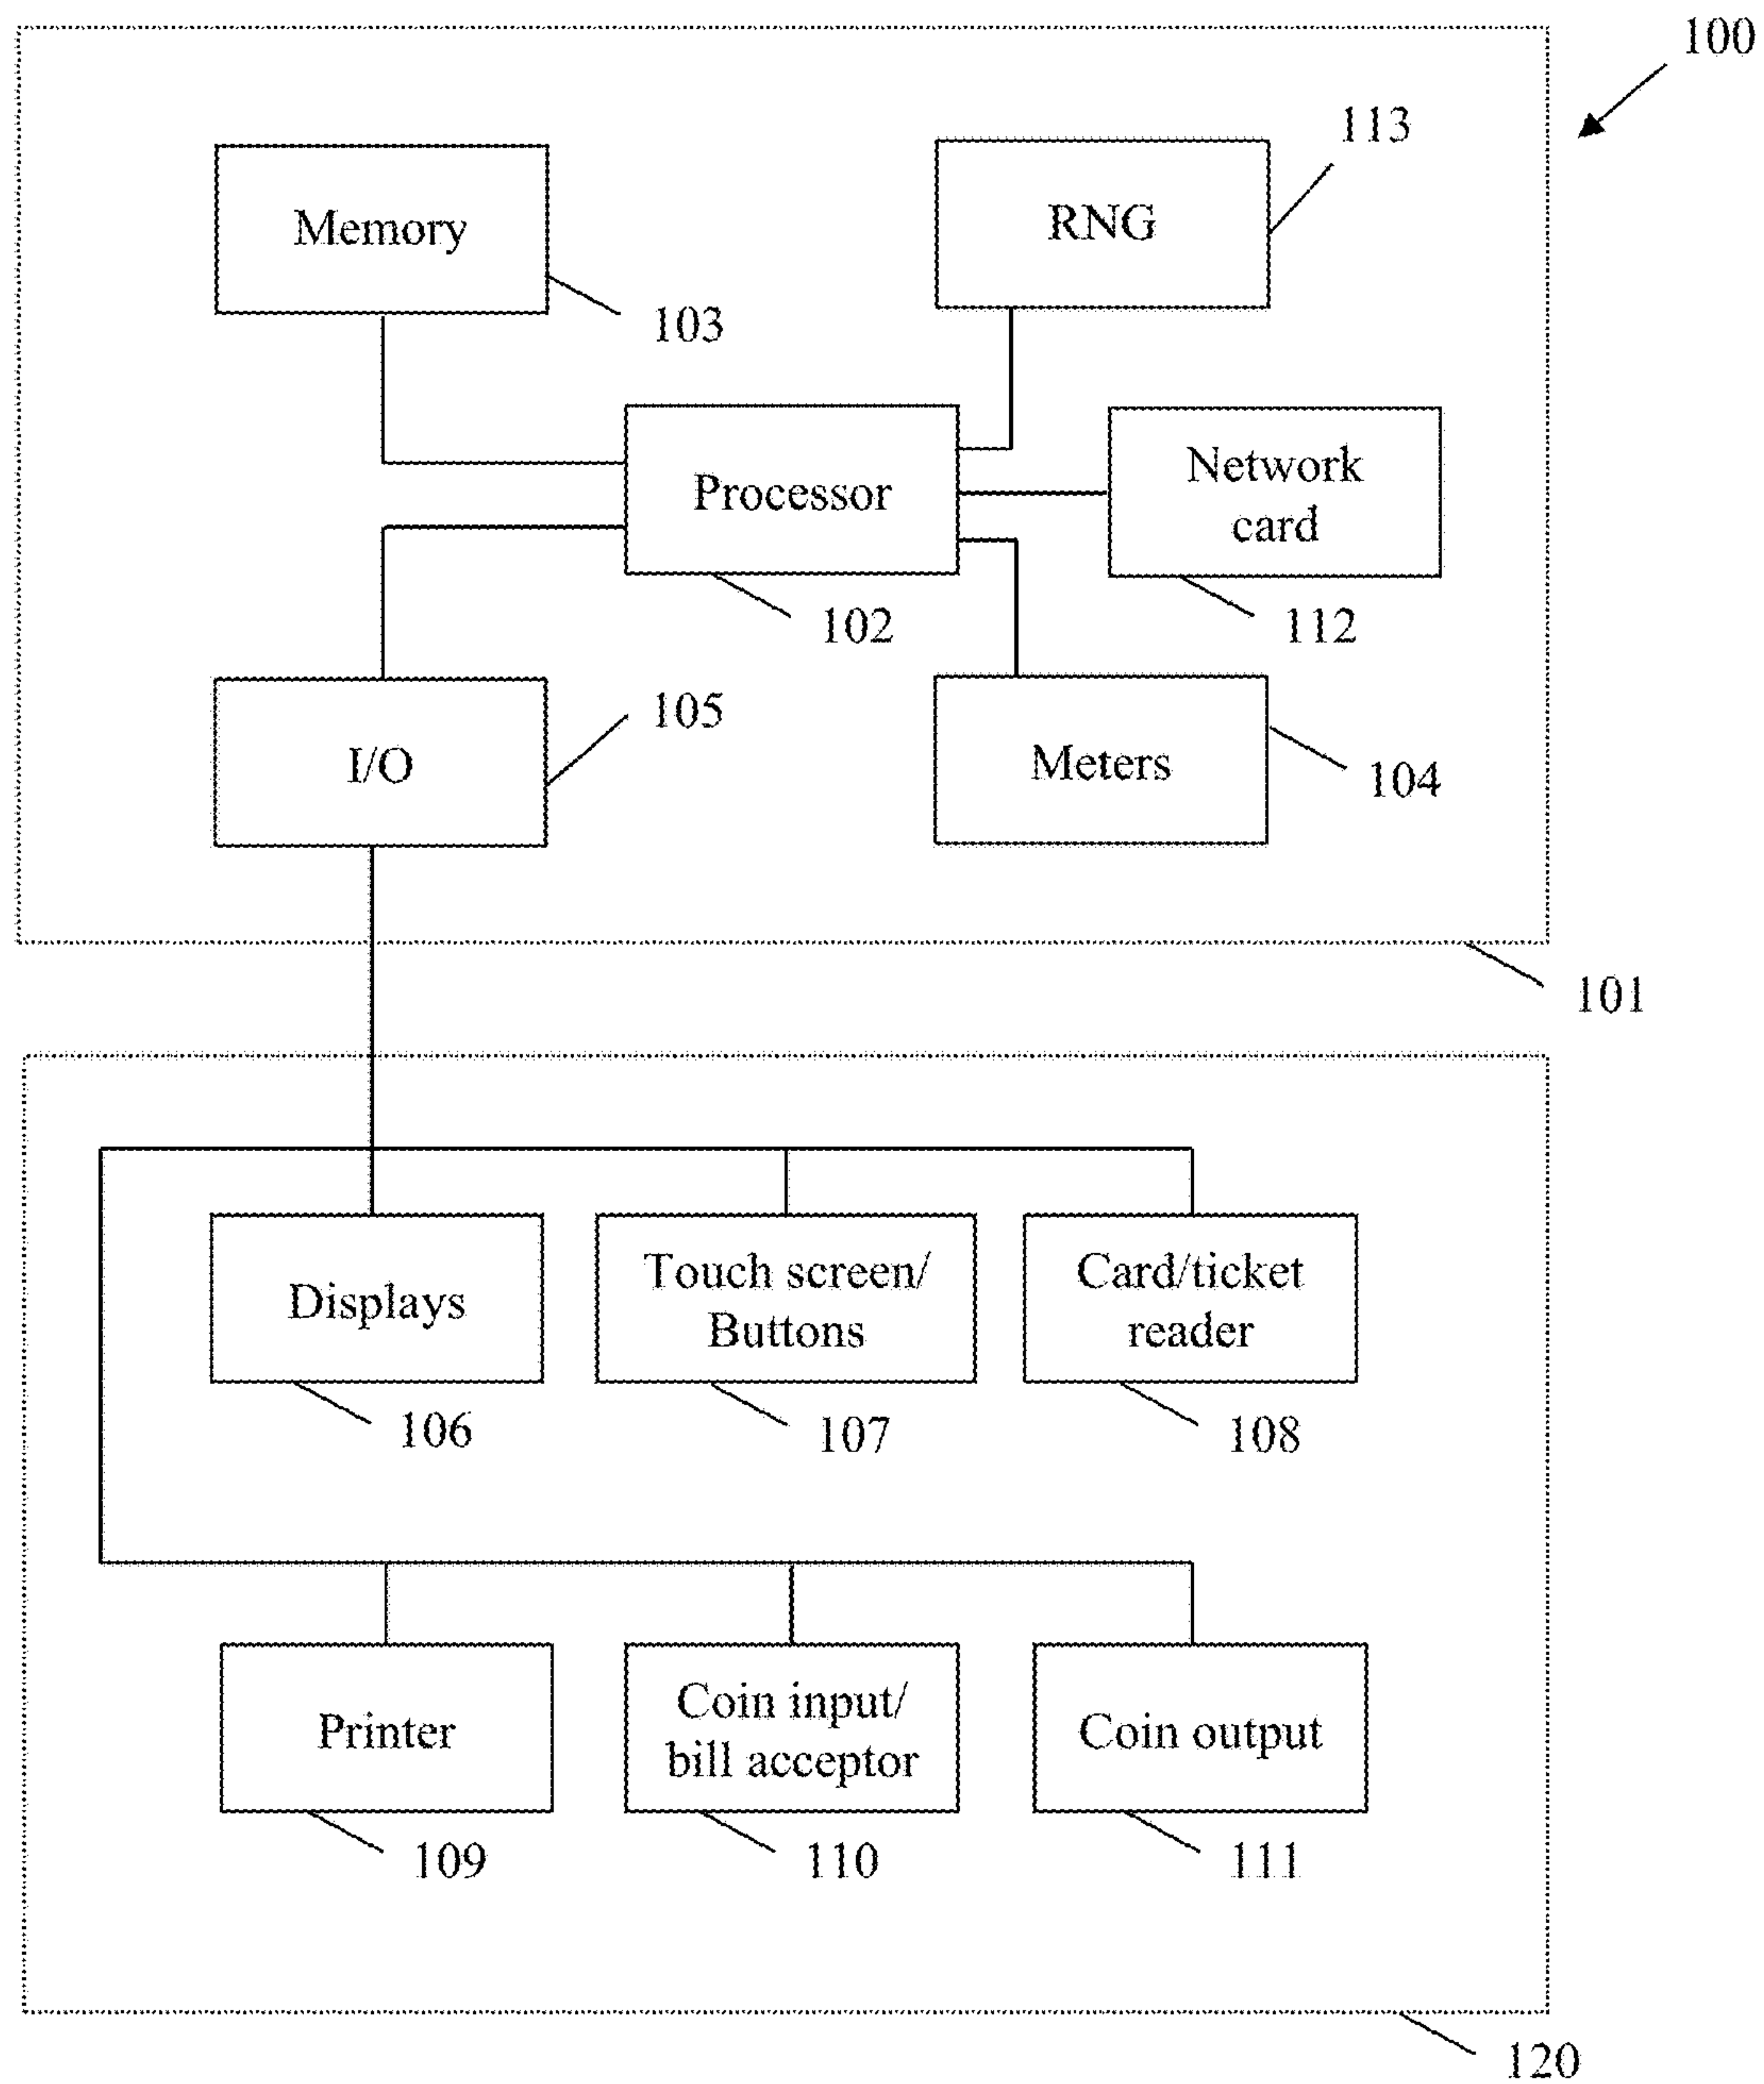 100
113
Memory
RNG
103
Processor
Network
card
102
112
I/O
105
Meters
104
101
Displays
Touch screen/
Buttons
Card/ticket
reader
106
107
108
Printer
Coin input/
bill acceptor
Coin output
109
110
111
120